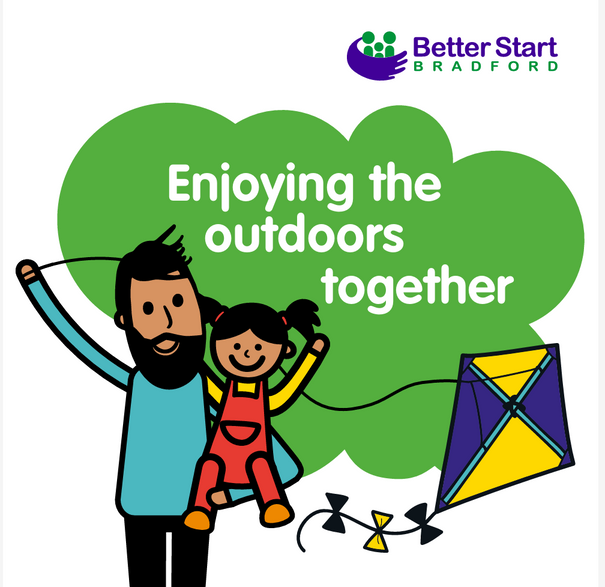 Better Start
BRADFORD
Enjoying the
outdoors
together